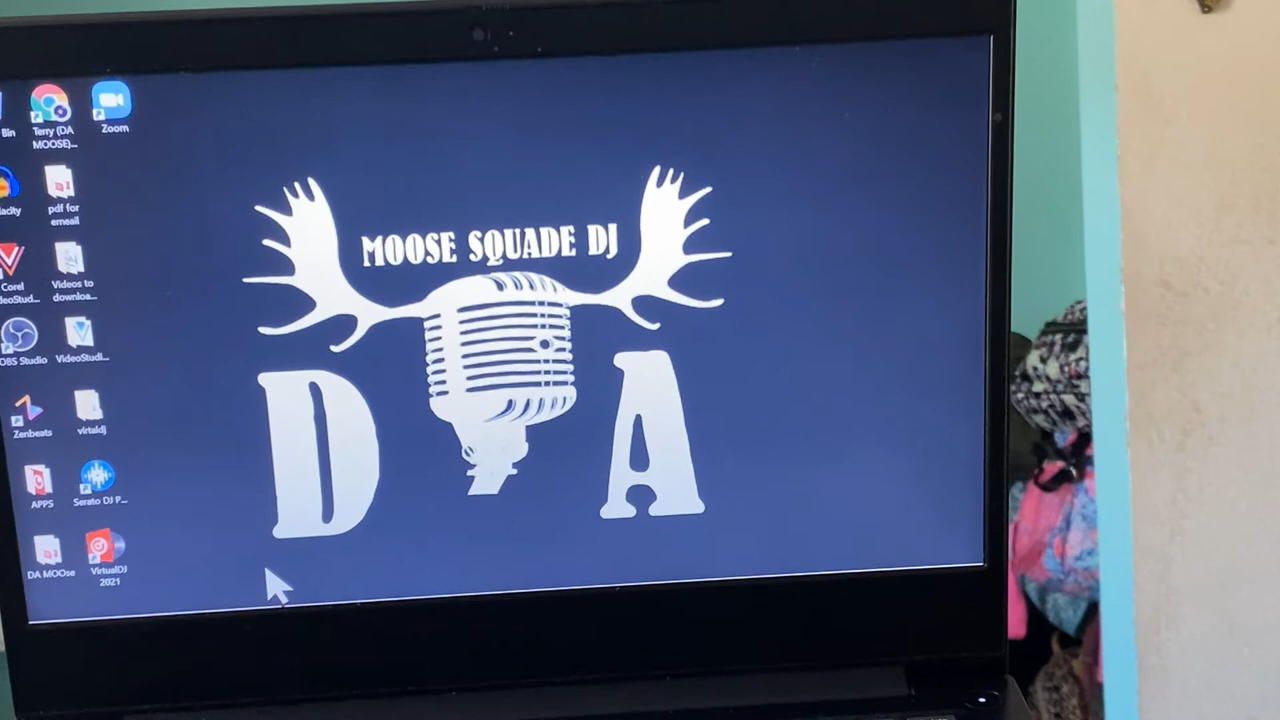 Bin
Terry (DA
MOOSE)...
Zoom
lacity
pdf for
emeail
Corel
deoStud...
Videos to
downloa...
OBS Studio
VideoStudi...
Zenbeats
virtaldj
APPS
Serato DJ P...
DA MOOse
VirtualDJ
2021
MOOSE SQUADE DJ
D A